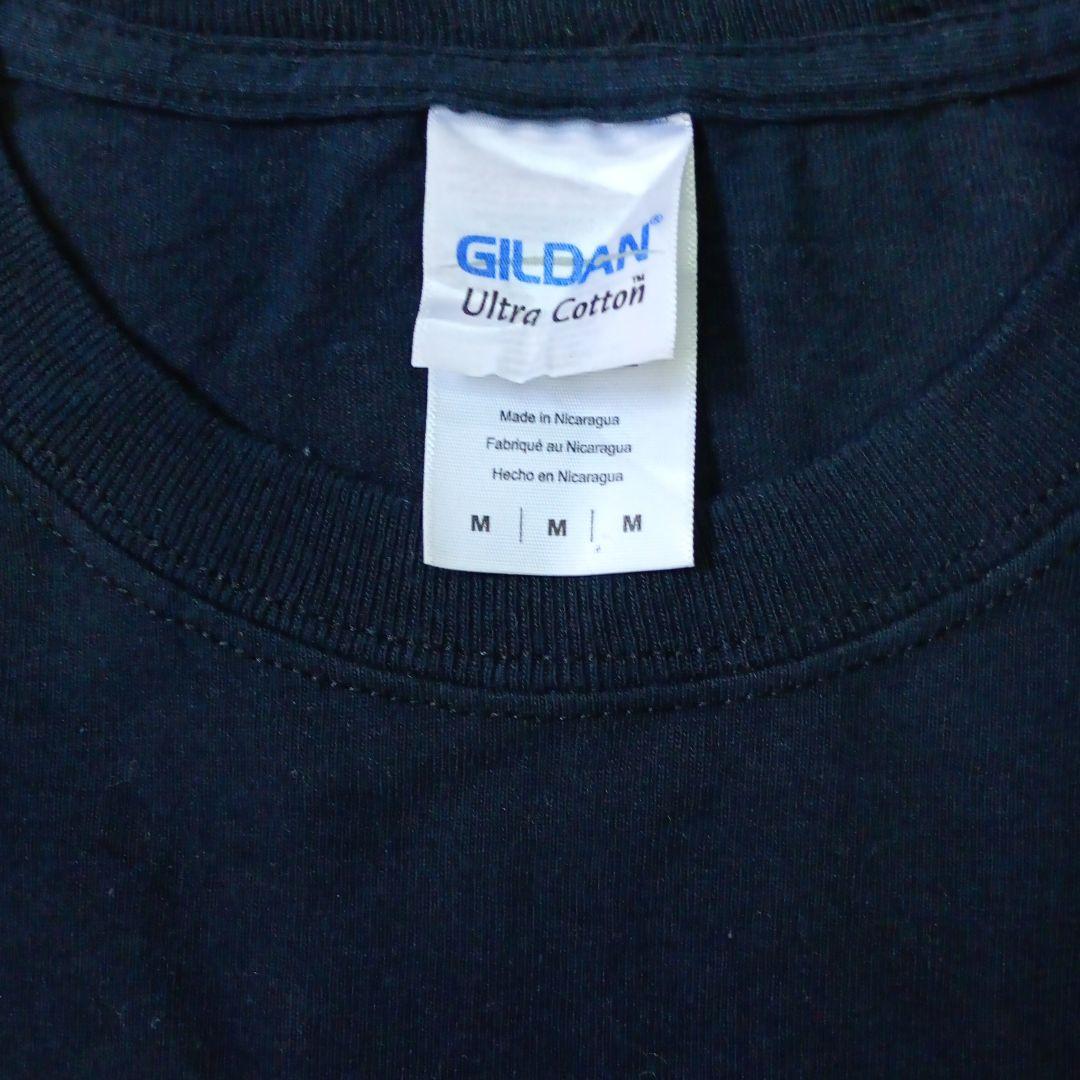 GILDAN®
Ultra Cotton™
Made in Nicaragua
Fabriqué au Nicaragua
Hecho en Nicaragua
M | M | M